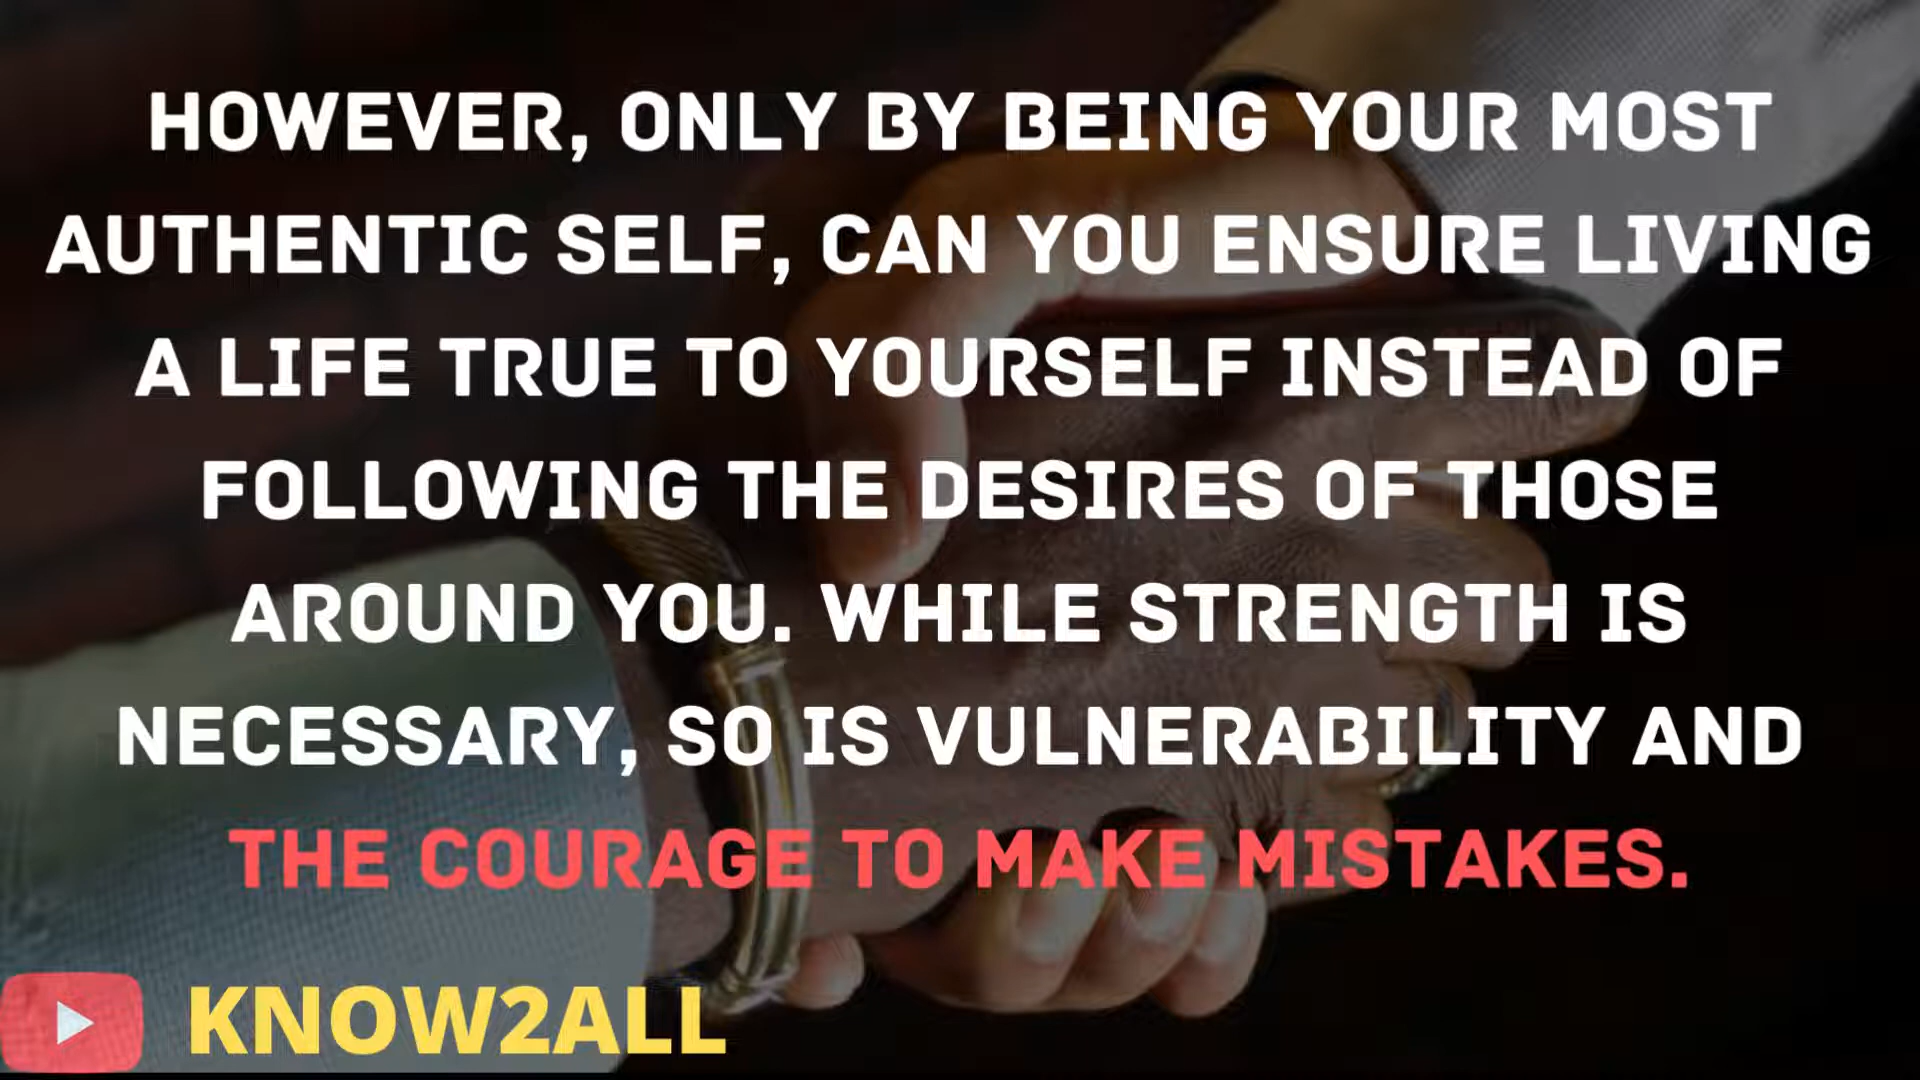 HOWEVER, ONLY BY BEING YOUR MOST
AUTHENTIC SELF, CAN YOU ENSURE LIVING
A LIFE TRUE TO YOURSELF INSTEAD OF
FOLLOWING THE DESIRES OF THOSE
AROUND YOU. WHILE STRENGTH IS
NECESSARY, SO IS VULNERABILITY AND
THE COURAGE TO MAKE MISTAKES.
KNOW2ALL